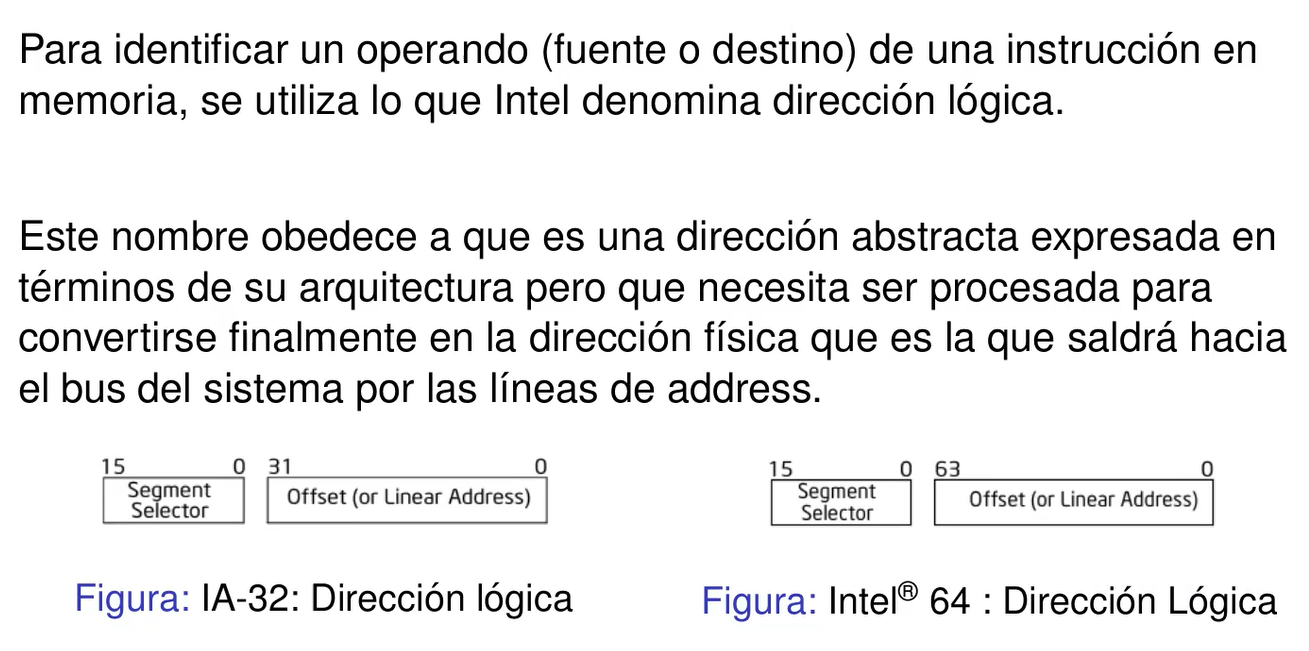 Para identificar un operando (fuente o destino) de una instrucción en
memoria, se utiliza lo que Intel denomina dirección lógica.
Este nombre obedece a que es una dirección abstracta expresada en
términos de su arquitectura pero que necesita ser procesada para
convertirse finalmente en la dirección física que es la que saldrá hacia
el bus del sistema por las líneas de address.
15 0 31 0
Segment
Selector
Offset (or Linear Address)
Figura: IA-32: Dirección lógica
15 0 63 0
Segment
Selector
Offset (or Linear Address)
Figura: Intel® 64 : Dirección Lógica